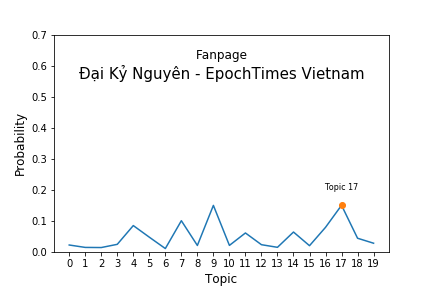 0.7
Fanpage
Đại Kỷ Nguyên - EpochTimes Vietnam
0.6
0.5
0.4
0.3
0.2
0.1
0.0
Probability
Topic 17
0 1 2 3 4 5 6 7 8 9 10 11 12 13 14 15 16 17 18 19
Topic